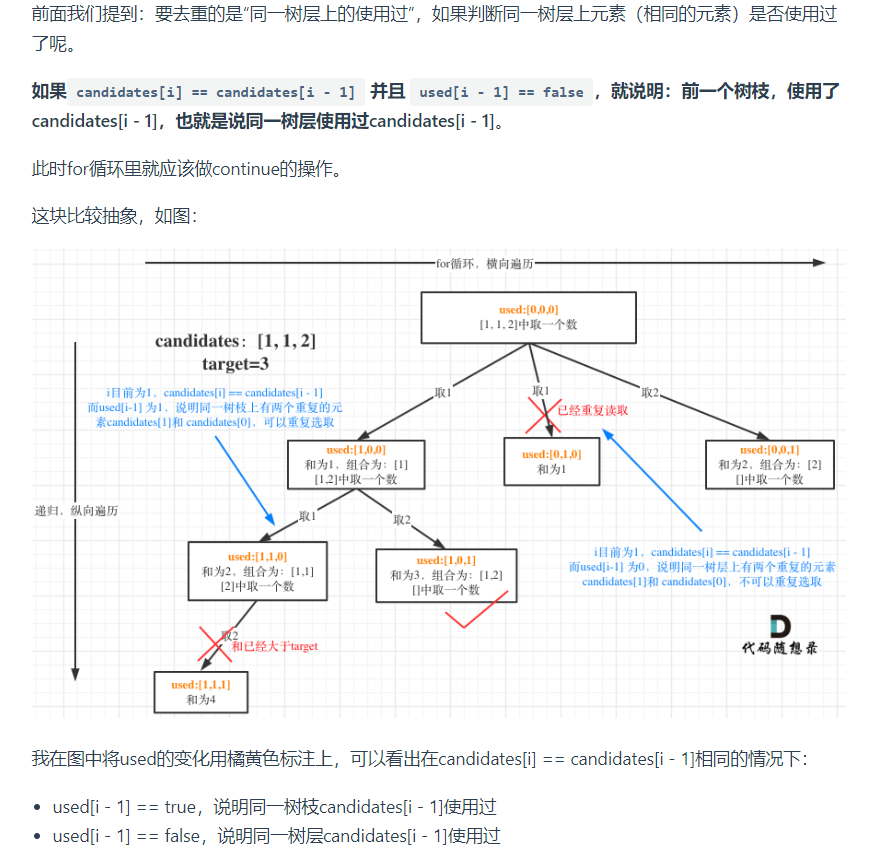 前面我们提到：要去重的是“同一树层上的使用过”，如果判断同一树层上元素（相同的元素）是否使用过
了呢。
如果 candidates[i] == candidates[i - 1] 并且 used[i - 1] == false ，就说明：前一个树枝，使用了
candidates[i - 1]，也就是说同一树层使用过candidates[i - 1]。
此时for循环里就应该做continue的操作。
这块比较抽象，如图：
for循环，横向遍历
used:[0,0,0]
[1, 1, 2]中取一个数
candidates：[1, 1, 2]
target=3
i目前为1，candidates[i] == candidates[i - 1]
而used[i-1] 为1，说明同一树枝上有两个重复的元
素candidates[1]和 candidates[0]，可以重复选取
取1
取1
取2
已经重复读取
used:[1,0,0]
和为1，组合为：[1]
[1,2]中取一个数
used:[0,1,0]
和为1
used:[0,0,1]
和为2，组合为：[2]
[]中取一个数
递归，纵向遍历
取1
取2
used:[1,1,0]
和为2，组合为：[1,1]
[2]中取一个数
used:[1,0,1]
和为3，组合为：[1,2]
[]中取一个数
i目前为1，candidates[i] == candidates[i - 1]
而used[i-1] 为0，说明同一树层上有两个重复的元素
candidates[1]和 candidates[0]，不可以重复选取
取2
和已经大于target
used:[1,1,1]
和为4
代码随想录
我在图中将used的变化用橘黄色标注上，可以看出在candidates[i] == candidates[i - 1]相同的情况下：
• used[i - 1] == true，说明同一树枝candidates[i - 1]使用过
• used[i - 1] == false，说明同一树层candidates[i - 1]使用过